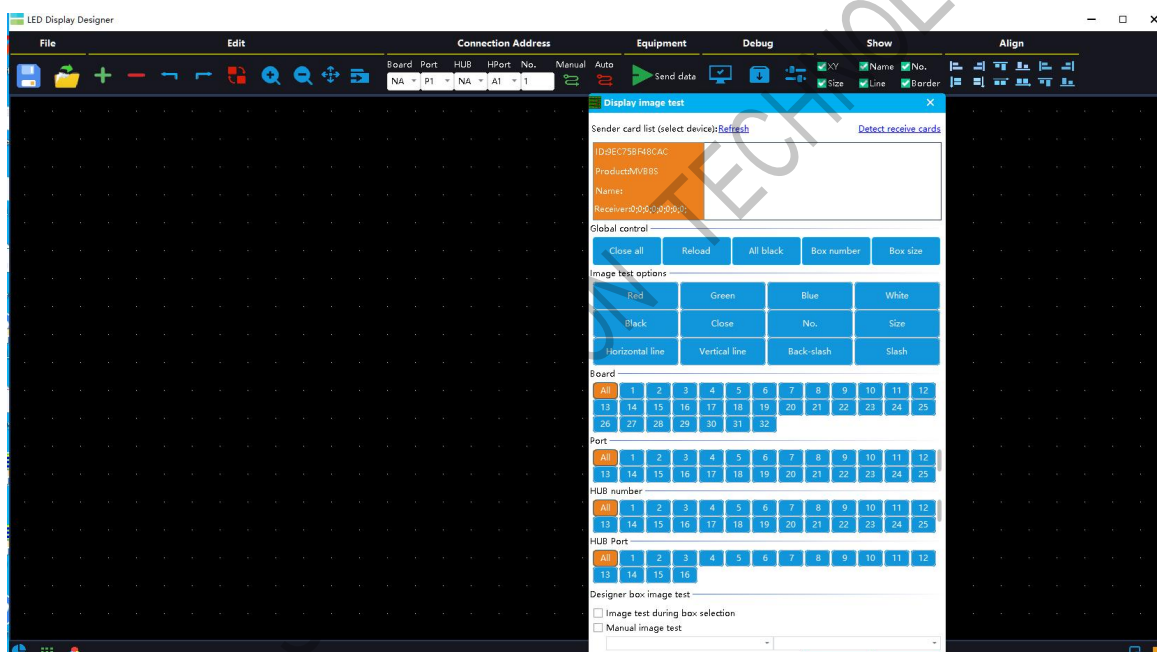 LED Display Designer
File Edit Connection Address Equipment Debug Show Align
Board Port HUB HPort No. Manual Auto
NA P1 NA A1 1
Send data
XY Name No.
Size Line Border
Display image test
Sender card list (select device): Refresh Detect receive cards
ID:9EC75BF48CAC
Product:MVB8S
Name:
Receiver:0;0;0;0;0;0;0;
Global control
Close all Reload All black Box number Box size
Image test options
Red Green Blue White
Black Close No. Size
Horizontal line Vertical line Back-slash Slash
Board
All 1 2 3 4 5 6 7 8 9 10 11 12
13 14 15 16 17 18 19 20 21 22 23 24 25
26 27 28 29 30 31 32
Port
All 1 2 3 4 5 6 7 8 9 10 11 12
13 14 15 16 17 18 19 20 21 22 23 24 25
HUB number
All 1 2 3 4 5 6 7 8 9 10 11 12
13 14 15 16 17 18 19 20 21 22 23 24 25
HUB Port
All 1 2 3 4 5 6 7 8 9 10 11 12
13 14 15 16
Designer box image test
Image test during box selection
Manual image test